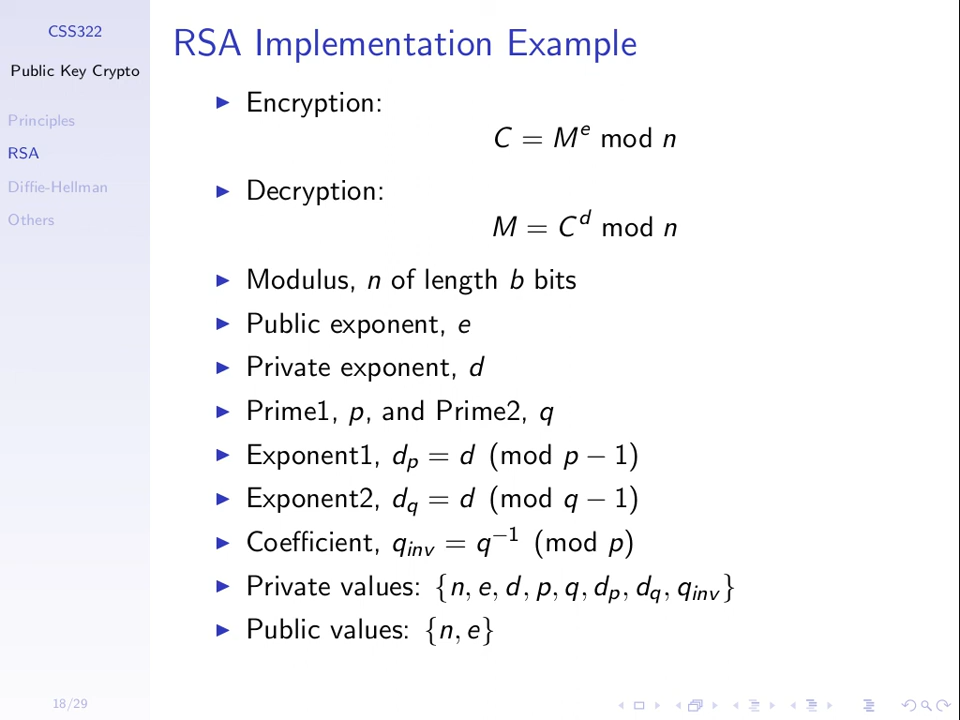 CSS322
Public Key Crypto
Principles
RSA
Diffie-Hellman
Others
RSA Implementation Example
▶ Encryption:
C = M^e mod n
▶ Decryption:
M = C^d mod n
▶ Modulus, n of length b bits
▶ Public exponent, e
▶ Private exponent, d
▶ Prime1, p, and Prime2, q
▶ Exponent1, d_p = d (mod p − 1)
▶ Exponent2, d_q = d (mod q − 1)
▶ Coefficient, q_inv = q^−1 (mod p)
▶ Private values: {n, e, d, p, q, d_p, d_q, q_inv}
▶ Public values: {n, e}
18/29